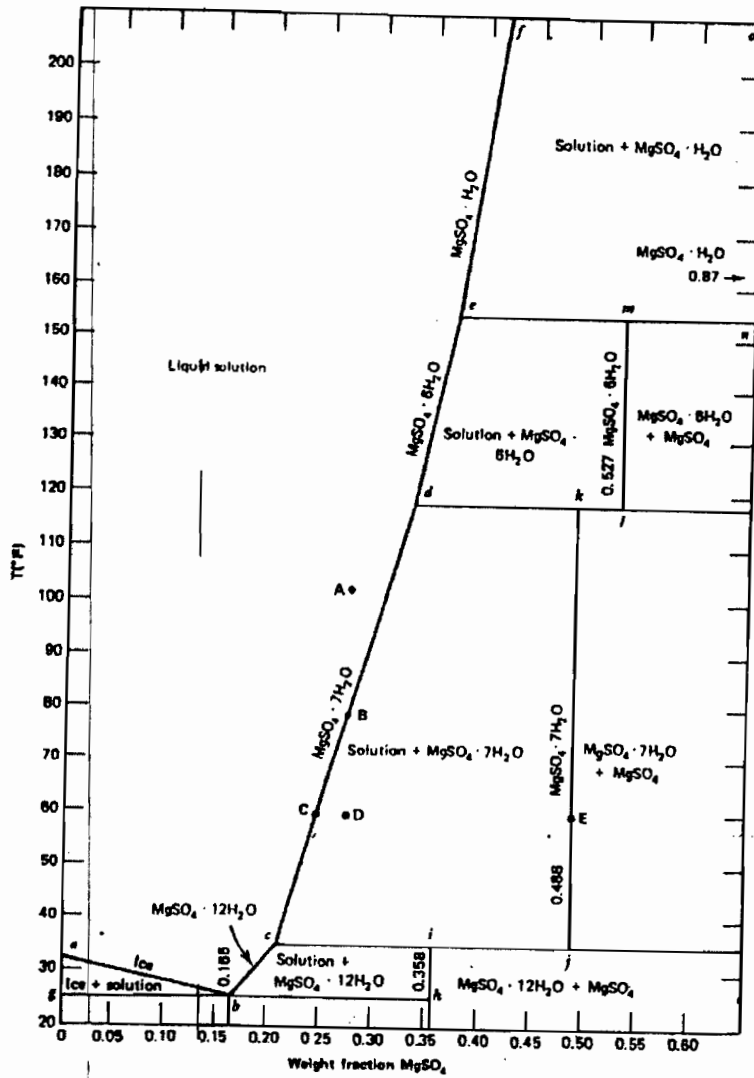 f
o
200
190
180
170
160
150
140
130
120
110
100
90
80
70
60
50
40
30
20
T(°F)
Solution + MgSO₄ · H₂O
MgSO₄ · H₂O
MgSO₄ · H₂O
0.87 →
e
m
n
Liquid solution
MgSO₄ · 6H₂O
Solution + MgSO₄ ·
6H₂O
0.527 MgSO₄ · 6H₂O
MgSO₄ · 6H₂O
+ MgSO₄
d
k
l
A
MgSO₄ · 7H₂O
B
Solution + MgSO₄ · 7H₂O
MgSO₄ · 7H₂O
MgSO₄ · 7H₂O
+ MgSO₄
C
D
E
0.488
MgSO₄ · 12H₂O
c
i
j
a
Ice
0.165
Solution +
MgSO₄ · 12H₂O
0.358
MgSO₄ · 12H₂O + MgSO₄
Ice + solution
g
b
h
0 0.05 0.10 0.15 0.20 0.25 0.30 0.35 0.40 0.45 0.50 0.55 0.60
Weight fraction MgSO₄